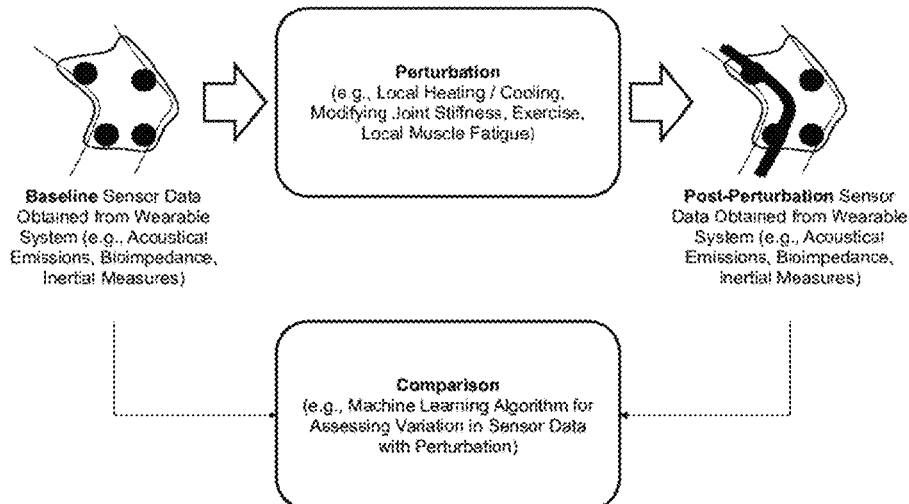 Perturbation
(e.g., Local Heating / Cooling,
Modifying Joint Stiffness, Exercise,
Local Muscle Fatigue)
Baseline Sensor Data
Obtained from Wearable
System (e.g., Acoustical
Emissions, Bioimpedance,
Inertial Measures)
Post-Perturbation Sensor
Data Obtained from Wearable
System (e.g., Acoustical
Emissions, Bioimpedance,
Inertial Measures)
Comparison
(e.g., Machine Learning Algorithm for
Assessing Variation in Sensor Data
with Perturbation)